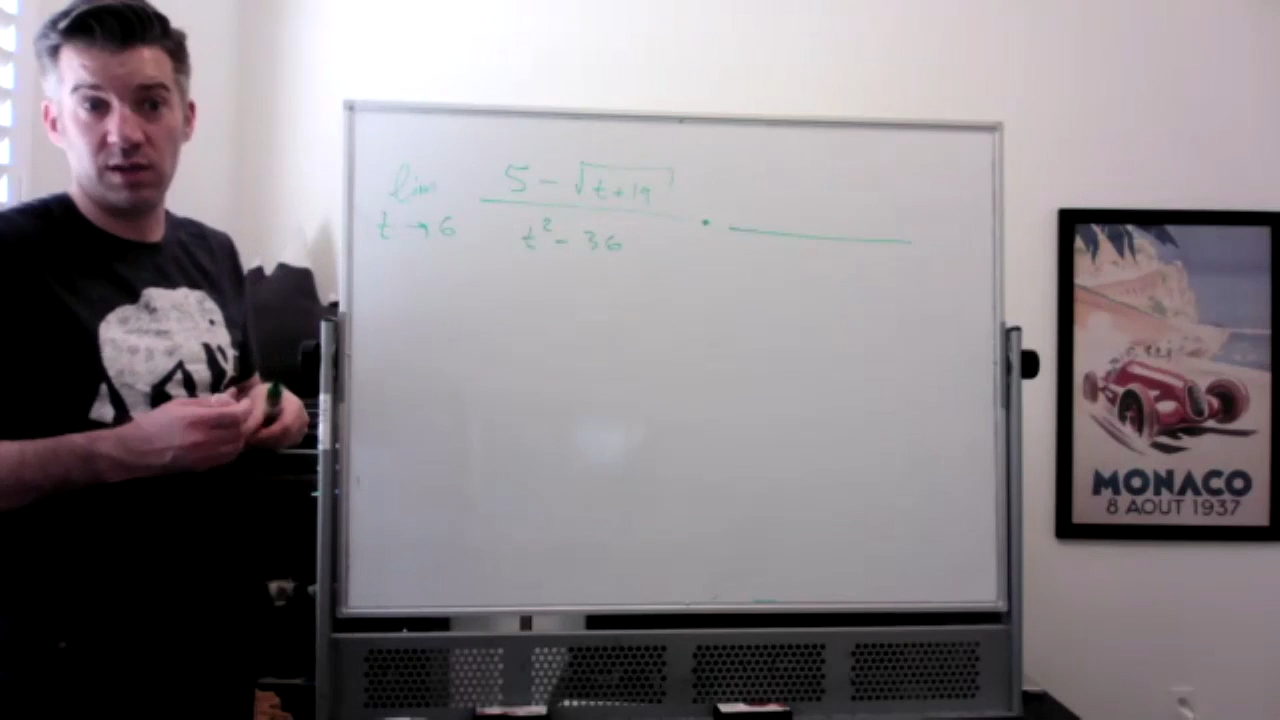 lim 5 - √t+19
t → 6 t² - 36 · 
MONACO
8 AOUT 1937